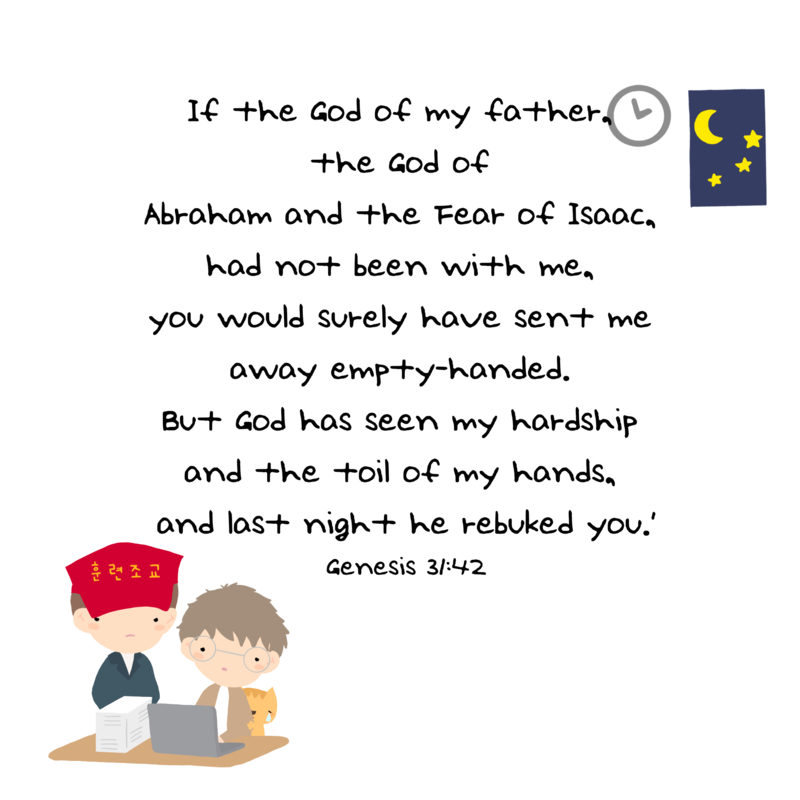 If the God of my father,
the God of
Abraham and the Fear of Isaac,
had not been with me,
you would surely have sent me
away empty-handed.
But God has seen my hardship
and the toil of my hands,
and last night he rebuked you.'
Genesis 31:42
훈련조교